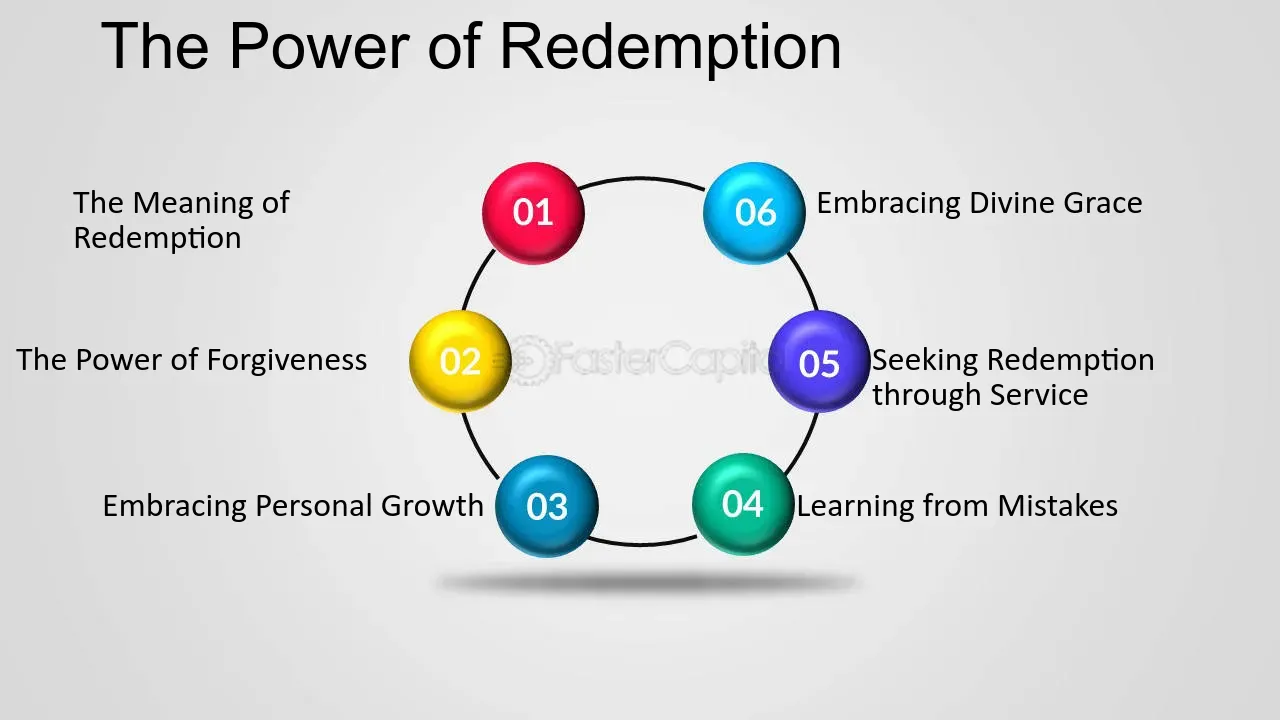 The Power of Redemption
01
The Meaning of
Redemption
02
The Power of Forgiveness
03
Embracing Personal Growth
04
Learning from Mistakes
05
Seeking Redemption
through Service
06
Embracing Divine Grace
FasterCapital